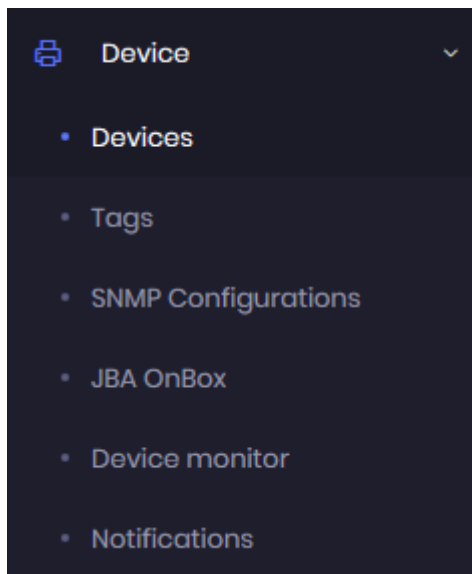 Device
Devices
Tags
SNMP Configurations
JBA OnBox
Device monitor
Notifications